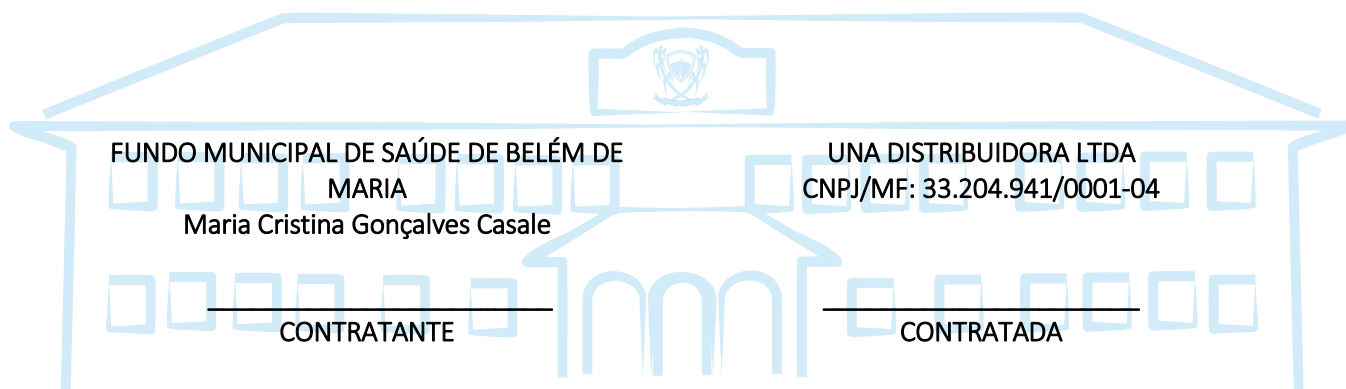 FUNDO MUNICIPAL DE SAÚDE DE BELÉM DE
MARIA
Maria Cristina Gonçalves Casale
CONTRATANTE
UNA DISTRIBUIDORA LTDA
CNPJ/MF: 33.204.941/0001-04
CONTRATADA